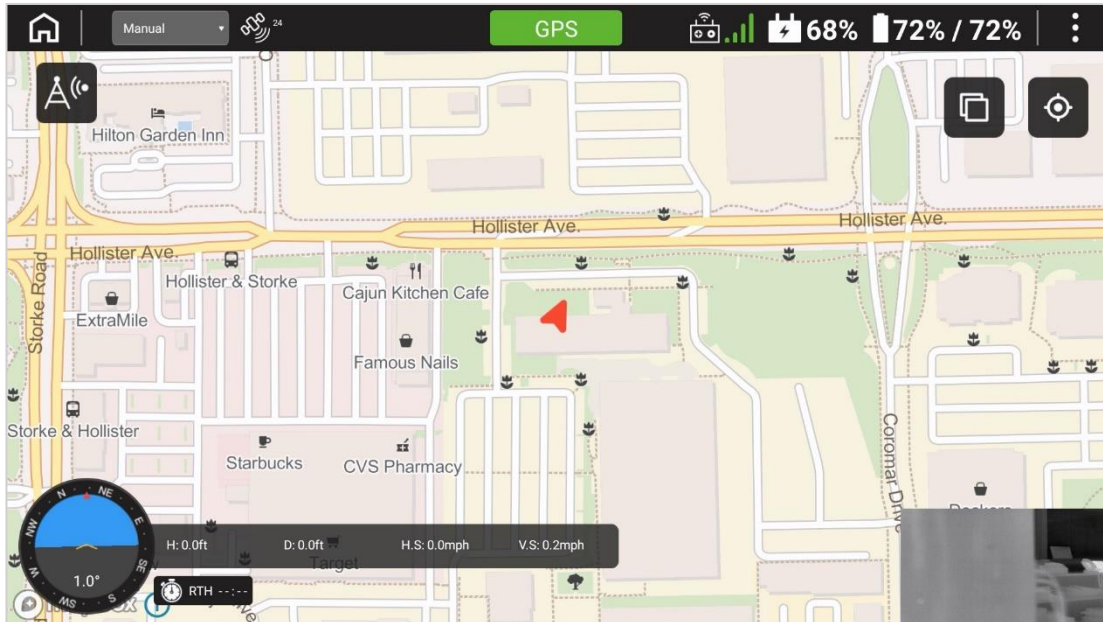 Manual
24
GPS
68%
72% / 72%
Hilton Garden Inn
Hollister Ave.
Hollister Ave.
Hollister Ave.
Hollister & Storke
Cajun Kitchen Cafe
ExtraMile
Storke Road
Famous Nails
Storke & Hollister
Starbucks
CVS Pharmacy
Coromar Drive
N
NE
E
SE
S
SW
W
NW
1.0°
H: 0.0ft
D: 0.0ft
H.S: 0.0mph
V.S: 0.2mph
Target
RTH --:--